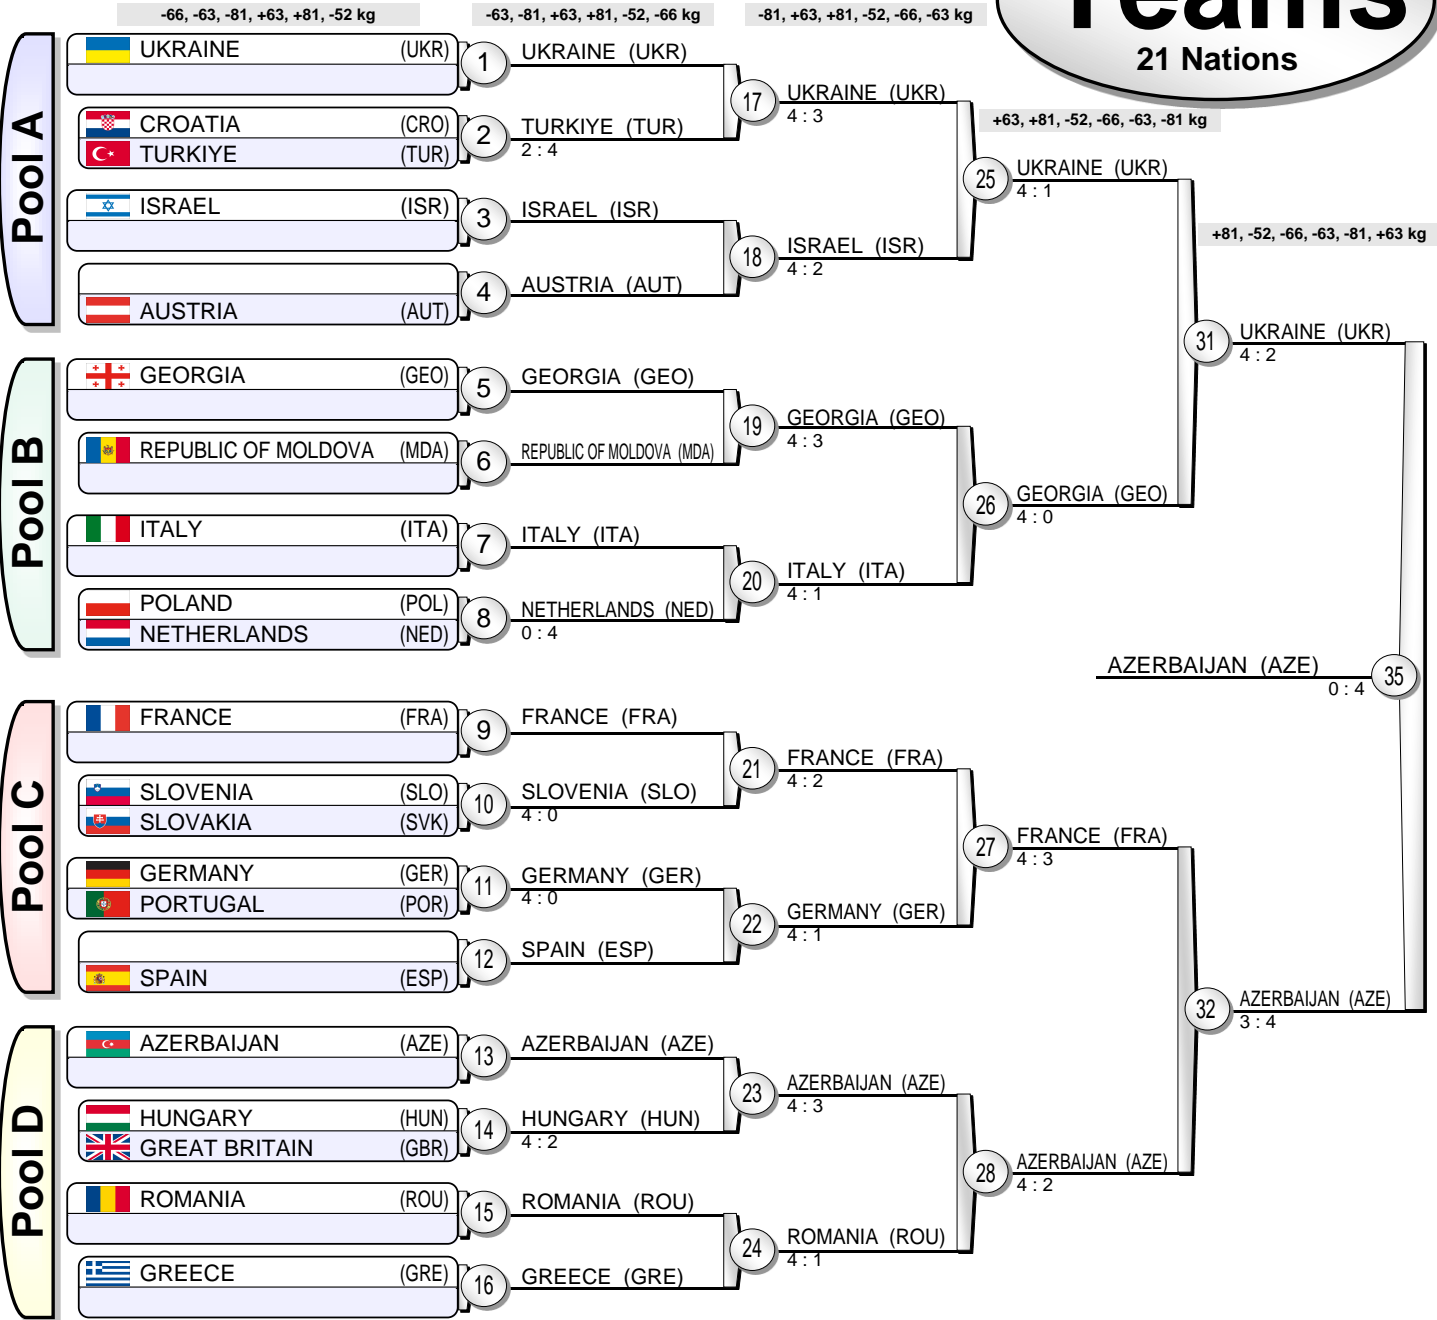 -66, -63, -81, +63, +81, -52 kg
-63, -81, +63, +81, -52, -66 kg
-81, +63, +81, -52, -66, -63 kg
Teams
21 Nations
+63, +81, -52, -66, -63, -81 kg
+81, -52, -66, -63, -81, +63 kg
Pool A
UKRAINE (UKR)
1
CROATIA (CRO)
TURKIYE (TUR)
2
ISRAEL (ISR)
3
AUSTRIA (AUT)
4
Pool B
GEORGIA (GEO)
5
REPUBLIC OF MOLDOVA (MDA)
6
ITALY (ITA)
7
POLAND (POL)
NETHERLANDS (NED)
8
Pool C
FRANCE (FRA)
9
SLOVENIA (SLO)
SLOVAKIA (SVK)
10
GERMANY (GER)
PORTUGAL (POR)
11
SPAIN (ESP)
12
Pool D
AZERBAIJAN (AZE)
13
HUNGARY (HUN)
GREAT BRITAIN (GBR)
14
ROMANIA (ROU)
15
GREECE (GRE)
16
UKRAINE (UKR)
TURKIYE (TUR)
2 : 4
17
ISRAEL (ISR)
AUSTRIA (AUT)
18
GEORGIA (GEO)
REPUBLIC OF MOLDOVA (MDA)
19
ITALY (ITA)
NETHERLANDS (NED)
0 : 4
20
FRANCE (FRA)
SLOVENIA (SLO)
4 : 0
21
GERMANY (GER)
4 : 0
SPAIN (ESP)
22
AZERBAIJAN (AZE)
HUNGARY (HUN)
4 : 2
23
ROMANIA (ROU)
GREECE (GRE)
24
UKRAINE (UKR)
4 : 3
ISRAEL (ISR)
4 : 2
25
GEORGIA (GEO)
4 : 3
ITALY (ITA)
4 : 1
26
FRANCE (FRA)
4 : 2
GERMANY (GER)
4 : 1
27
AZERBAIJAN (AZE)
4 : 3
ROMANIA (ROU)
4 : 1
28
UKRAINE (UKR)
4 : 1
GEORGIA (GEO)
4 : 0
31
FRANCE (FRA)
4 : 3
AZERBAIJAN (AZE)
4 : 2
32
UKRAINE (UKR)
4 : 2
AZERBAIJAN (AZE)
3 : 4
AZERBAIJAN (AZE)
0 : 4
35